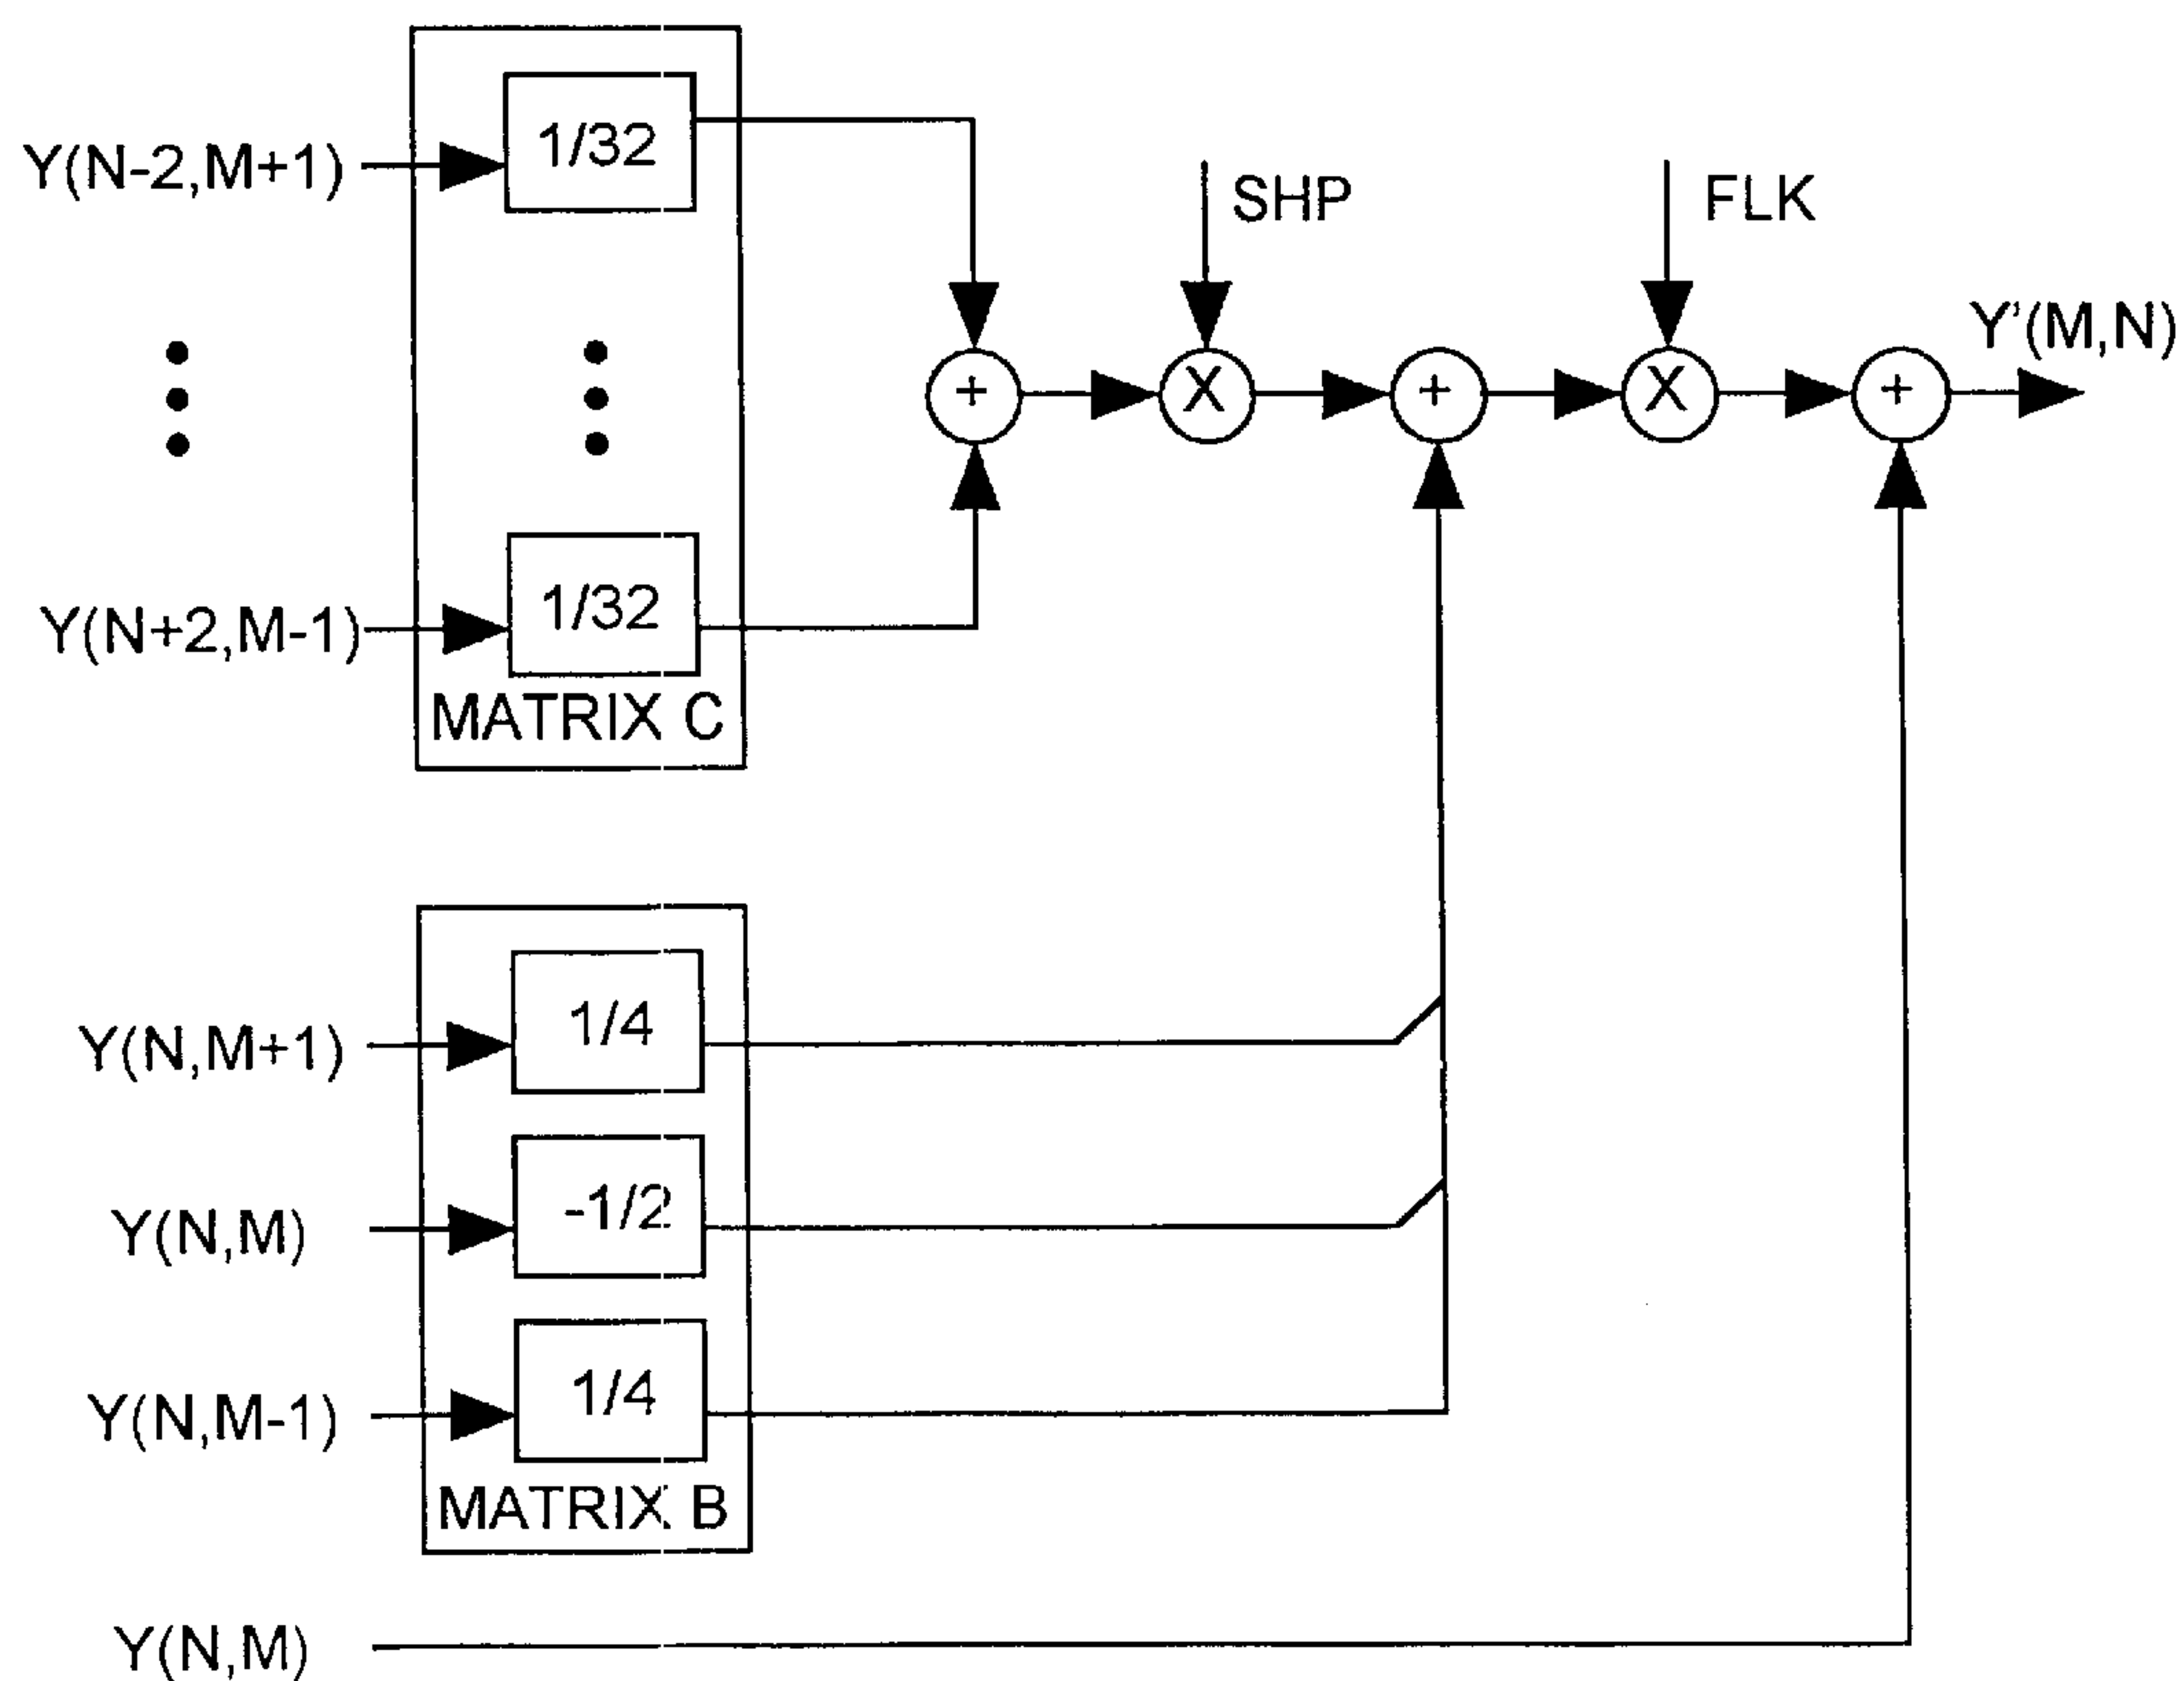 Y(N-2,M+1)
1/32
SHP
FLK
Y'(M,N)
+
X
+
X
+
Y(N+2,M-1)
1/32
MATRIX C
Y(N,M+1)
1/4
Y(N,M)
-1/2
Y(N,M-1)
1/4
MATRIX B
Y(N,M)